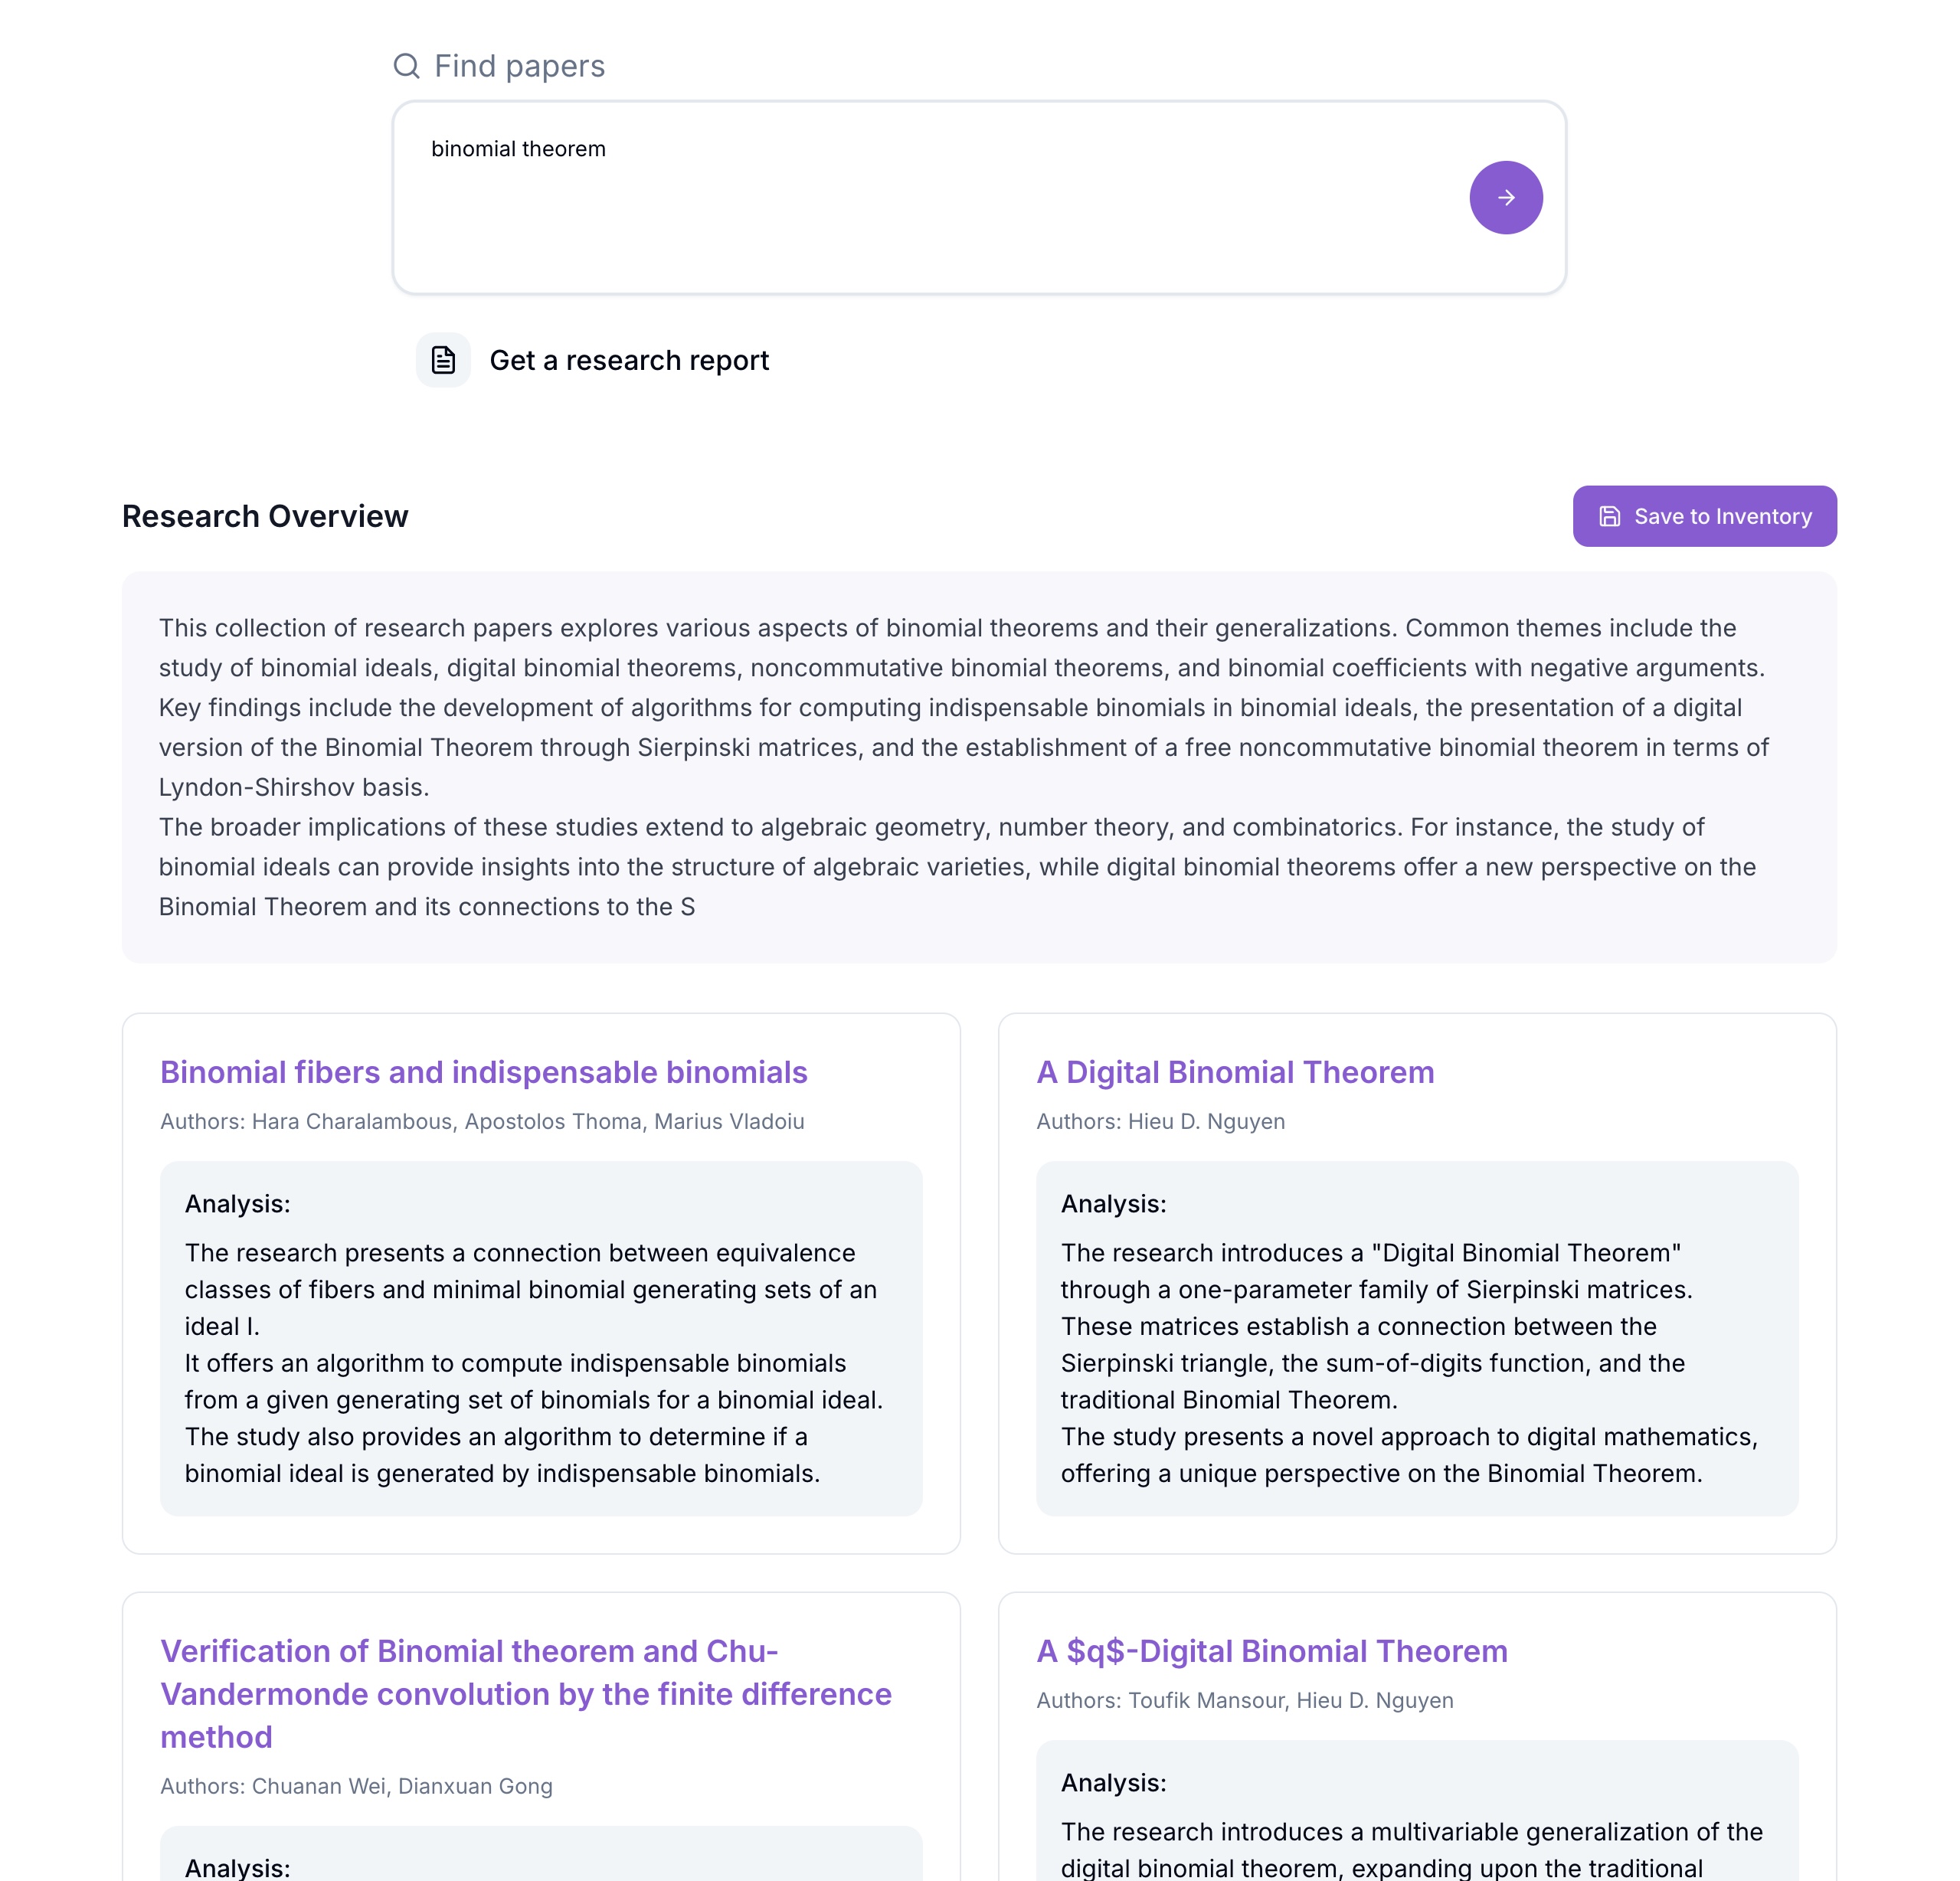 Find papers
binomial theorem
Get a research report
Research Overview
Save to Inventory
This collection of research papers explores various aspects of binomial theorems and their generalizations. Common themes include the
study of binomial ideals, digital binomial theorems, noncommutative binomial theorems, and binomial coefficients with negative arguments.
Key findings include the development of algorithms for computing indispensable binomials in binomial ideals, the presentation of a digital
version of the Binomial Theorem through Sierpinski matrices, and the establishment of a free noncommutative binomial theorem in terms of
Lyndon-Shirshov basis.
The broader implications of these studies extend to algebraic geometry, number theory, and combinatorics. For instance, the study of
binomial ideals can provide insights into the structure of algebraic varieties, while digital binomial theorems offer a new perspective on the
Binomial Theorem and its connections to the S
Binomial fibers and indispensable binomials
Authors: Hara Charalambous, Apostolos Thoma, Marius Vladoiu
Analysis:
The research presents a connection between equivalence
classes of fibers and minimal binomial generating sets of an
ideal I.
It offers an algorithm to compute indispensable binomials
from a given generating set of binomials for a binomial ideal.
The study also provides an algorithm to determine if a
binomial ideal is generated by indispensable binomials.
A Digital Binomial Theorem
Authors: Hieu D. Nguyen
Analysis:
The research introduces a "Digital Binomial Theorem"
through a one-parameter family of Sierpinski matrices.
These matrices establish a connection between the
Sierpinski triangle, the sum-of-digits function, and the
traditional Binomial Theorem.
The study presents a novel approach to digital mathematics,
offering a unique perspective on the Binomial Theorem.
Verification of Binomial theorem and Chu-
Vandermonde convolution by the finite difference
method
Authors: Chuanan Wei, Dianxuan Gong
Analysis:
A $q$-Digital Binomial Theorem
Authors: Toufik Mansour, Hieu D. Nguyen
Analysis:
The research introduces a multivariable generalization of the
digital binomial theorem, expanding upon the traditional